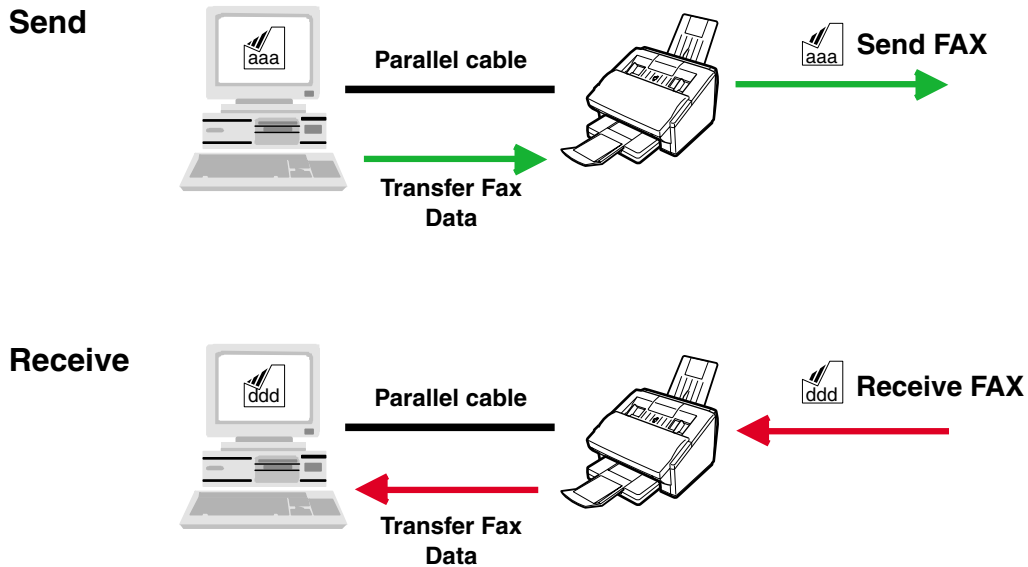 Send
aaa
Parallel cable
aaa
Send FAX
Transfer Fax
Data
Receive
ddd
Parallel cable
ddd
Receive FAX
Transfer Fax
Data